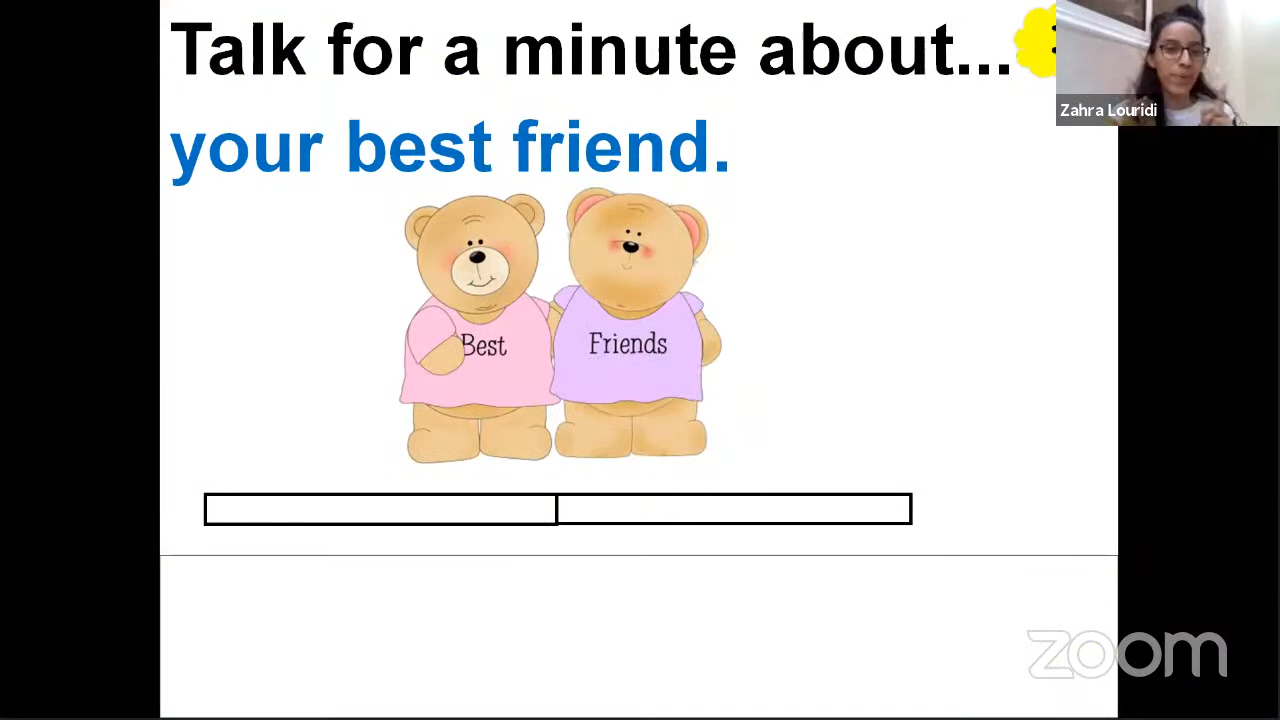 Talk for a minute about...
your best friend.
Zahra Louridi
Best
Friends
zoom